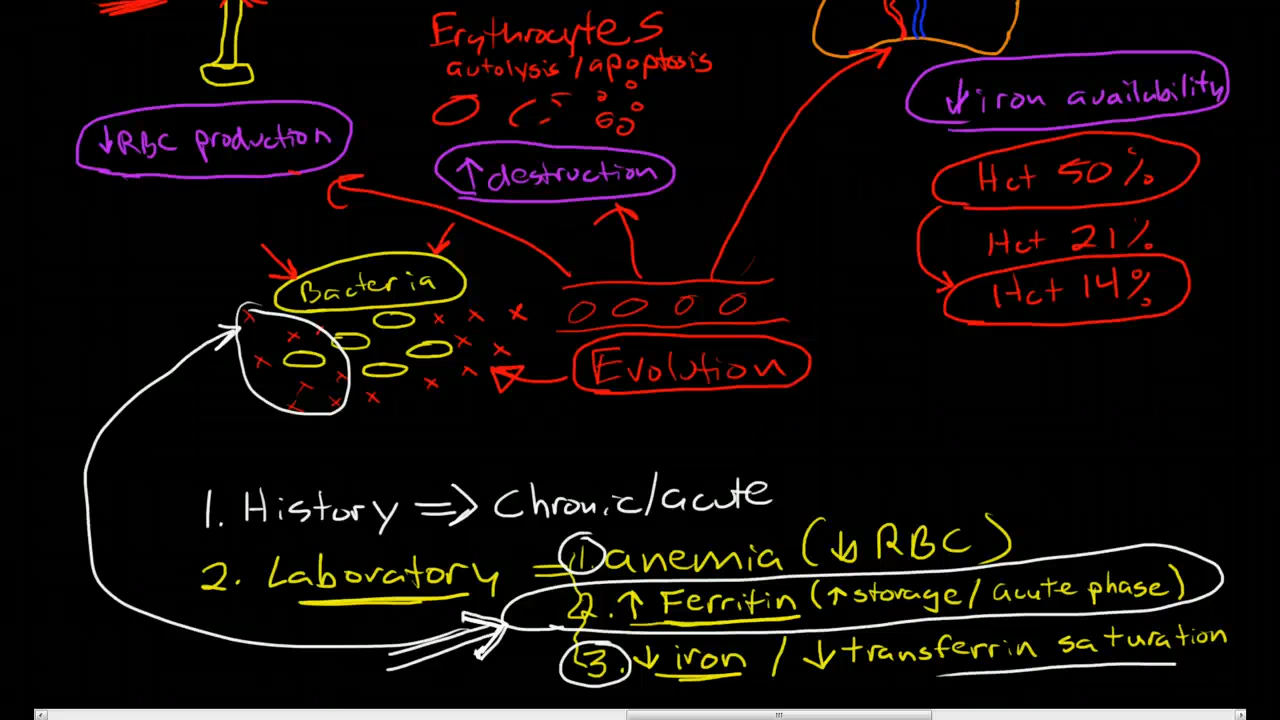 Erythrocytes
autolysis / apoptosis
↓ iron availability
↓ RBC production
↑ destruction
Hct 50%
Hct 21%
Hct 14%
Bacteria
Evolution
1. History => Chronic/acute
2. Laboratory = 1. anemia (↓ RBC)
2. ↑ Ferritin (↑ storage / acute phase)
3. ↓ iron / ↓ transferrin saturation